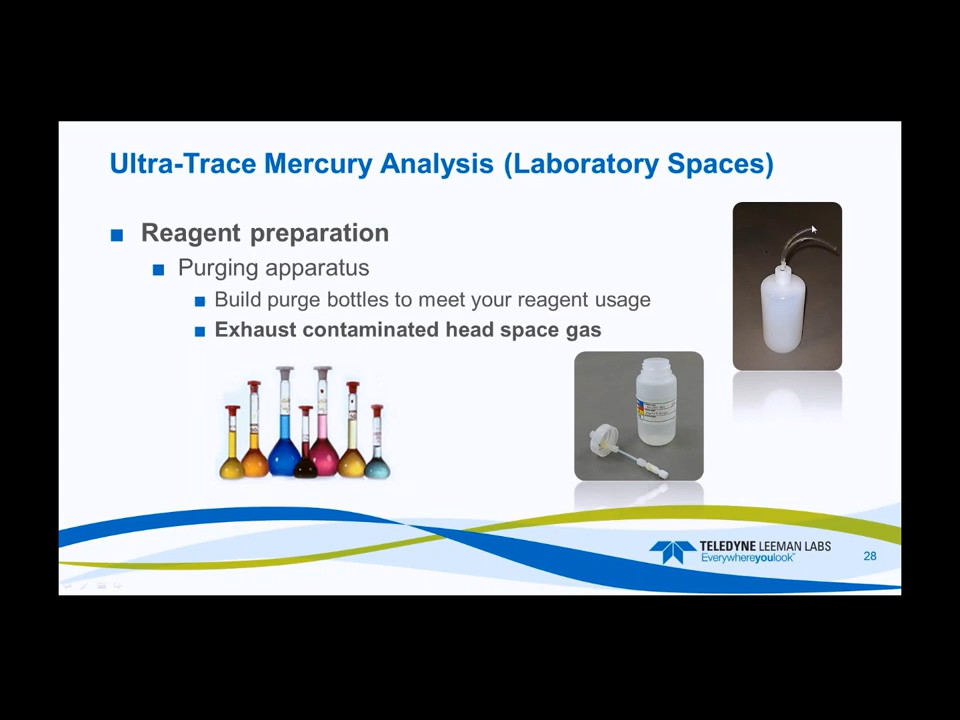 Ultra-Trace Mercury Analysis (Laboratory Spaces)
Reagent preparation
Purging apparatus
Build purge bottles to meet your reagent usage
Exhaust contaminated head space gas
TELEDYNE LEEMAN LABS
Everywhereyoulook™
28